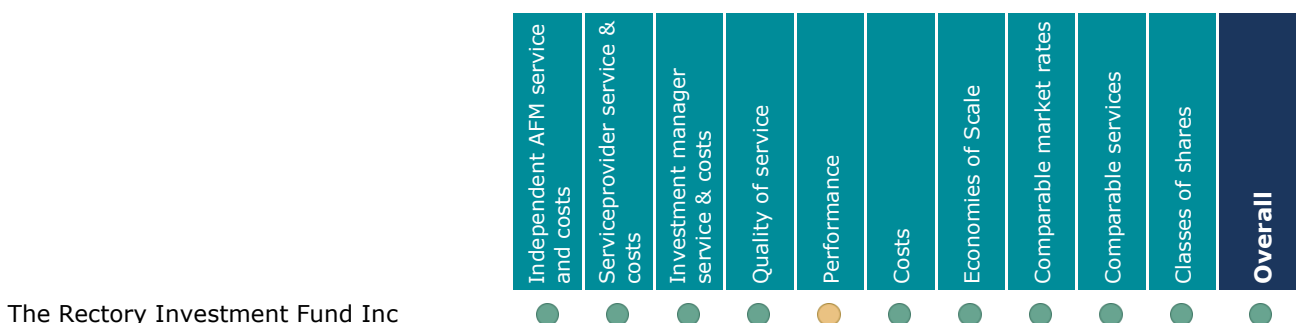 Independent AFM service
and costs
Serviceprovider service &
costs
Investment manager
service & costs
Quality of service
Performance
Costs
Economies of Scale
Comparable market rates
Comparable services
Classes of shares
Overall
The Rectory Investment Fund Inc